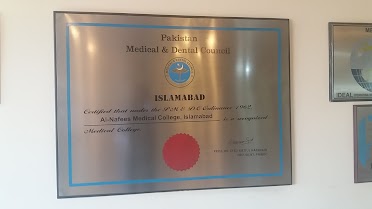 Pakistan
Medical & Dental Council
ISLAMABAD
Certified that under the P.M.& D.C Ordinance 1962
Al-Nafees Medical College, Islamabad is a recognized
Medical College
IDEAL